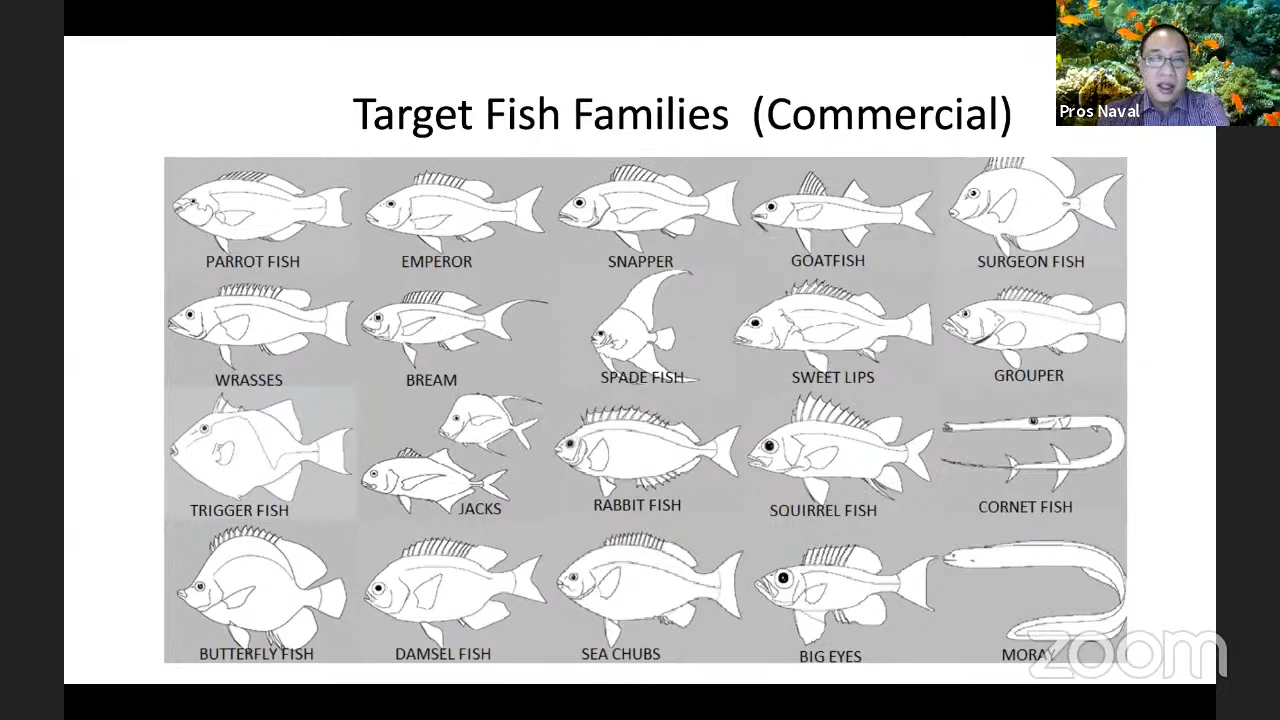 Target Fish Families (Commercial)
Pros Naval
PARROT FISH
EMPEROR
SNAPPER
GOATFISH
SURGEON FISH
WRASSES
BREAM
SPADE FISH
SWEET LIPS
GROUPER
TRIGGER FISH
JACKS
RABBIT FISH
SQUIRREL FISH
CORNET FISH
BUTTERFLY FISH
DAMSEL FISH
SEA CHUBS
BIG EYES
MORAY
zoom